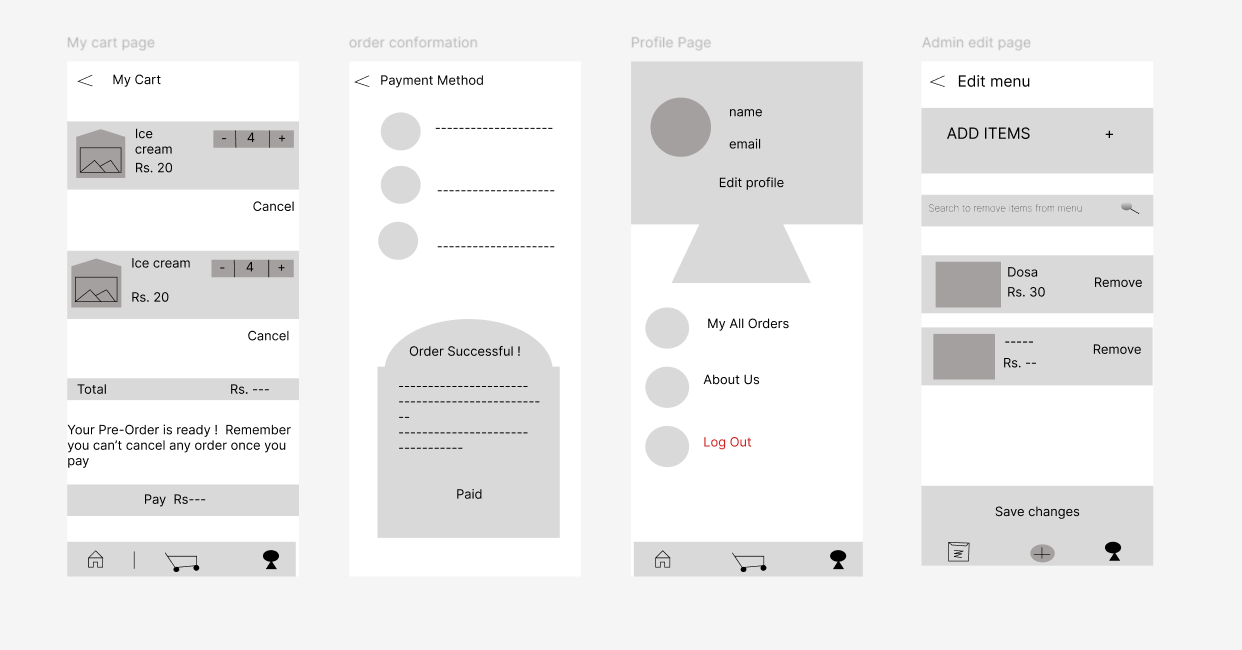 My cart page
My Cart
Ice
cream
Rs. 20
- 4 +
Cancel
Ice cream
- 4 +
Rs. 20
Cancel
Total Rs. ---
Your Pre-Order is ready ! Remember
you can't cancel any order once you
pay
Pay Rs---
order conformation
Payment Method
---------------------
---------------------
---------------------
Order Successful !
-----------------------
-------------------------
--
-----------------------
------------
Paid
Profile Page
name
email
Edit profile
My All Orders
About Us
Log Out
Admin edit page
Edit menu
ADD ITEMS +
Search to remove items from menu
Dosa
Rs. 30
Remove
-----
Rs. --
Remove
Save changes